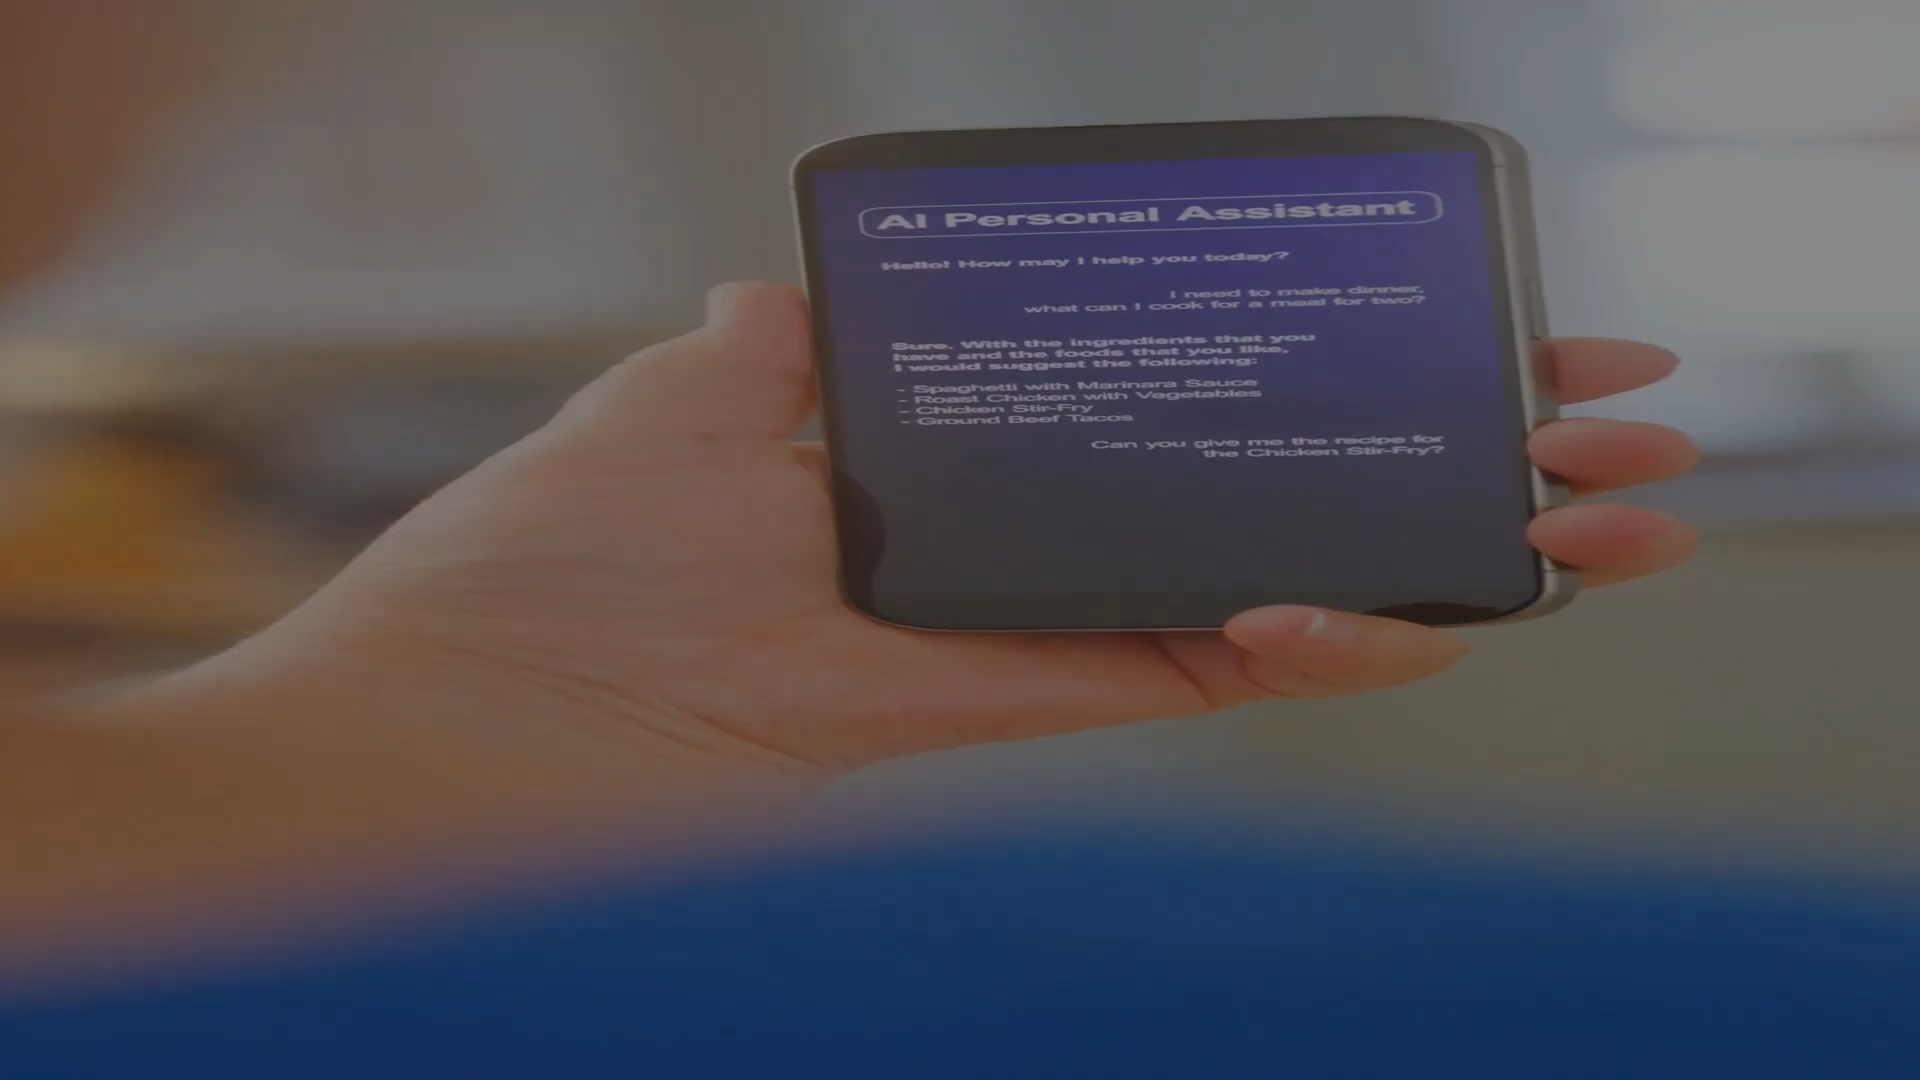 AI Personal Assistant
Hello! How may I help you today?
I need to make dinner,
what can I cook for a meal for two?
Sure. With the ingredients that you
have and the foods that you like,
I would suggest the following:
- Spaghetti with Marinara Sauce
- Roast Chicken with Vegetables
- Chicken Stir-Fry
- Ground Beef Tacos
Can you give me the recipe for
the Chicken Stir-Fry?